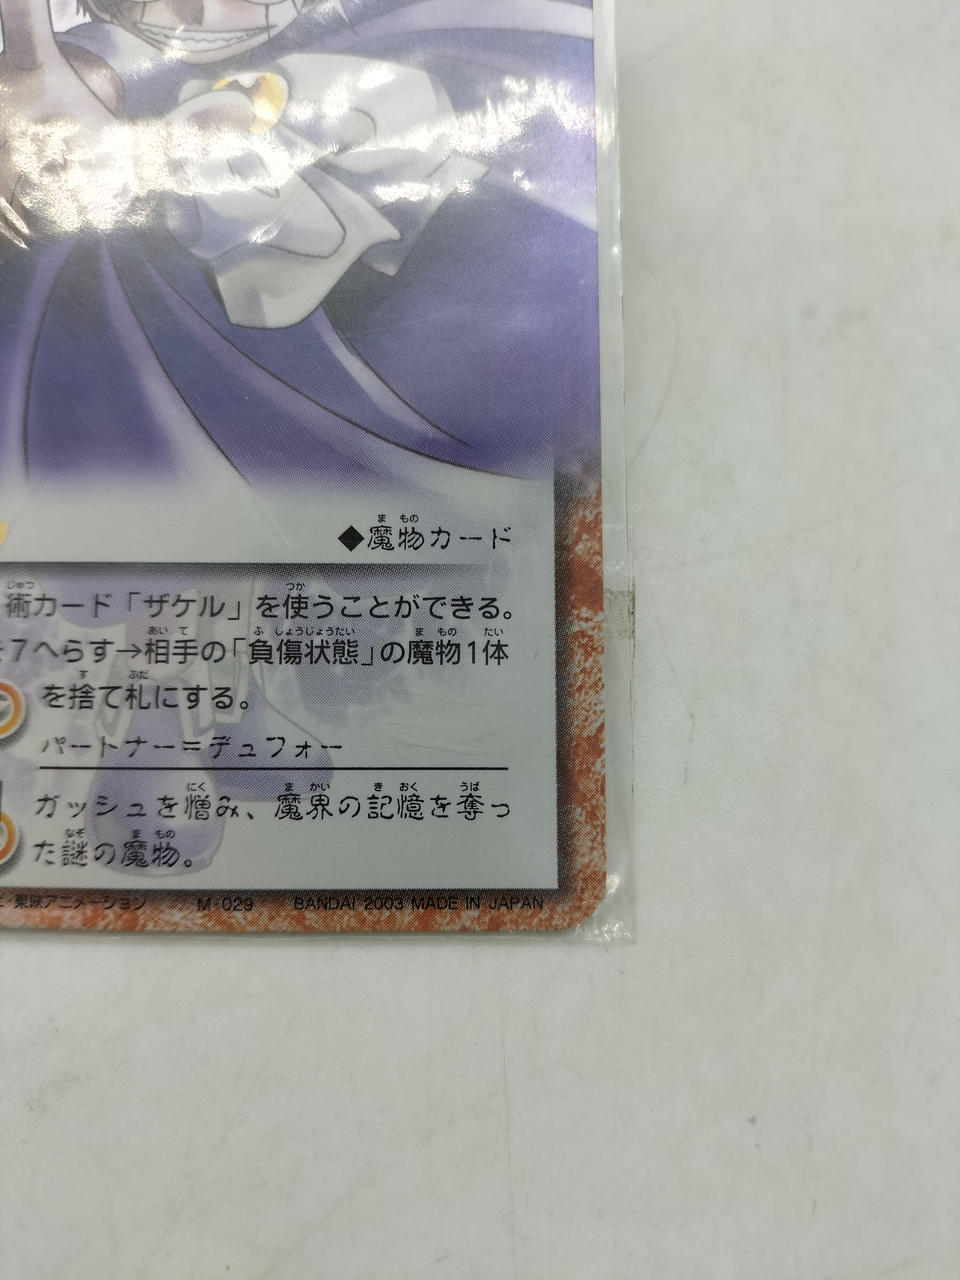 ◆魔物カード
術カード「ザケル」を使うことができる。
7へらす→相手の「負傷状態」の魔物1体
を捨て札にする。
パートナー=デュフォー
ガッシュを憎み、魔界の記憶を奪っ
た謎の魔物。
・東映アニメーション M-029 BANDAI 2003 MADE IN JAPAN